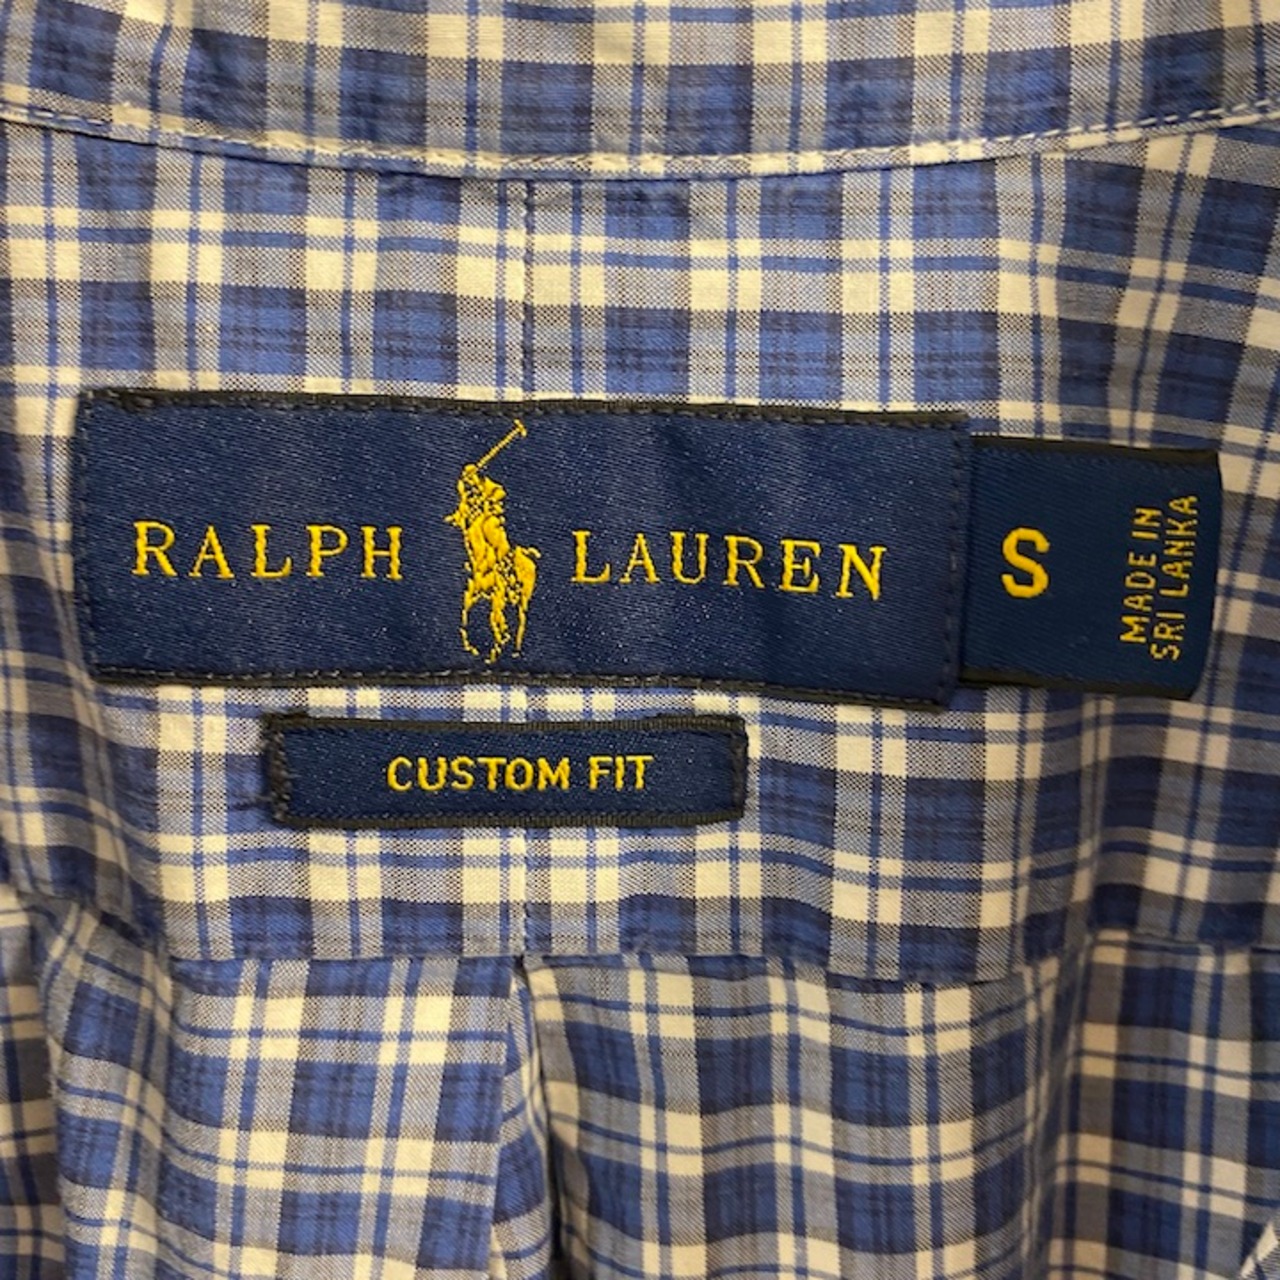 RALPH LAUREN
S
MADE IN
SRI LANKA
CUSTOM FIT